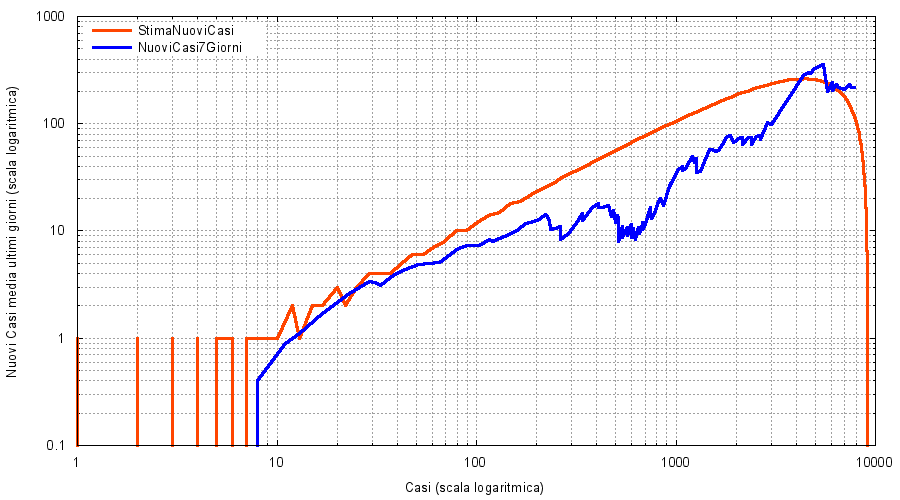 1000
StimaNuoviCasi
NuoviCasi7Giorni
100
10
1
0.1
Nuovi Casi media ultimi giorni (scala logaritmica)
1 10 100 1000 10000
Casi (scala logaritmica)